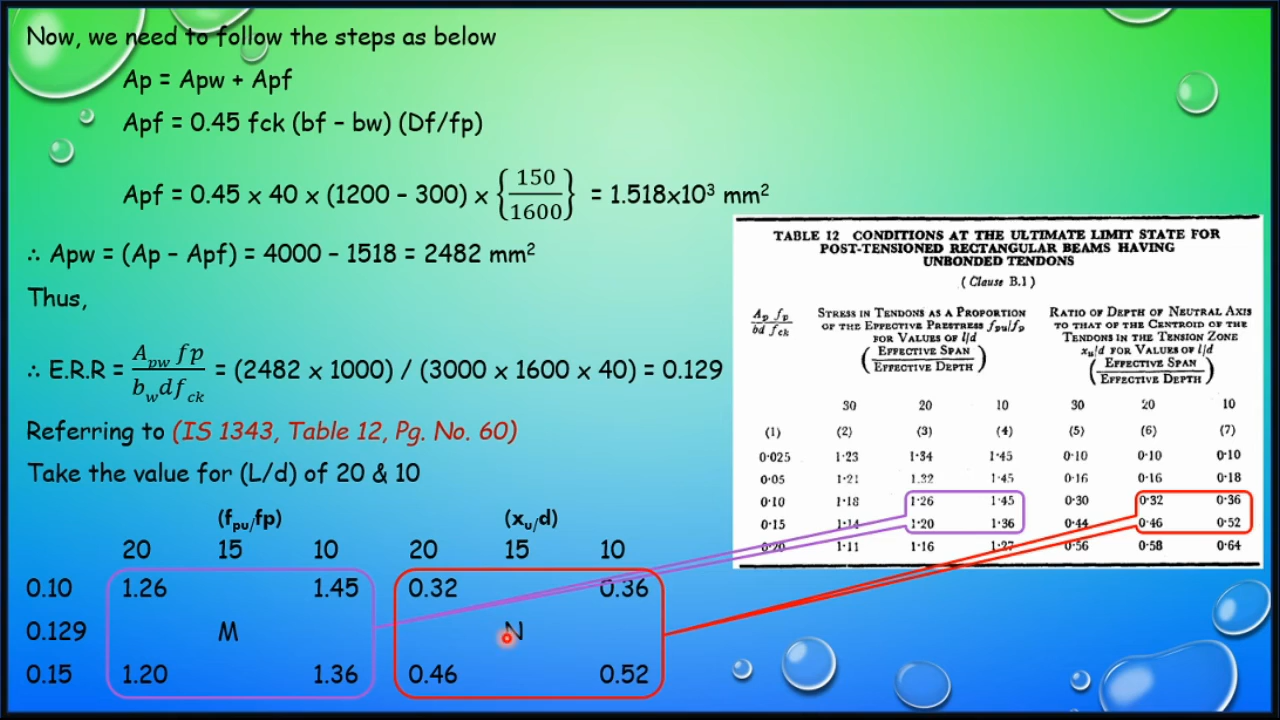 Now, we need to follow the steps as below
Ap = Apw + Apf
Apf = 0.45 fck (bf – bw) (Df/fp)
Apf = 0.45 x 40 x (1200 – 300) x {150/1600} = 1.518x10³ mm²
∴ Apw = (Ap – Apf) = 4000 – 1518 = 2482 mm²
Thus,
∴ E.R.R = A_pw fp / b_w d f_ck = (2482 x 1000) / (3000 x 1600 x 40) = 0.129
Referring to (IS 1343, Table 12, Pg. No. 60)
Take the value for (L/d) of 20 & 10
(f_pu/fp) (x_u/d)
20 15 10 20 15 10
0.10 1.26 1.45 0.32 0.36
0.129 M N
0.15 1.20 1.36 0.46 0.52
TABLE 12 CONDITIONS AT THE ULTIMATE LIMIT STATE FOR
POST-TENSIONED RECTANGULAR BEAMS HAVING
UNBONDED TENDONS
( Clause B.1 )
A_p f_p / bd f_ck
STRESS IN TENDONS AS A PROPORTION
OF THE EFFECTIVE PRESTRESS f_pu/f_p
FOR VALUES OF l/d
( EFFECTIVE SPAN / EFFECTIVE DEPTH )
RATIO OF DEPTH OF NEUTRAL AXIS
TO THAT OF THE CENTROID OF THE
TENDONS IN THE TENSION ZONE
x_u/d FOR VALUES OF l/d
( EFFECTIVE SPAN / EFFECTIVE DEPTH )
30 20 10 30 20 10
(1) (2) (3) (4) (5) (6) (7)
0·025 1·23 1·34 1·45 0·10 0·10 0·10
0·05 1·21 1.32 1·45 0·16 0·16 0·18
0·10 1·18 1·26 1·45 0·30 0·32 0·36
0·15 1·14 1·20 1·36 0·44 0·46 0·52
0·20 1·11 1·16 1·27 0·56 0·58 0·64